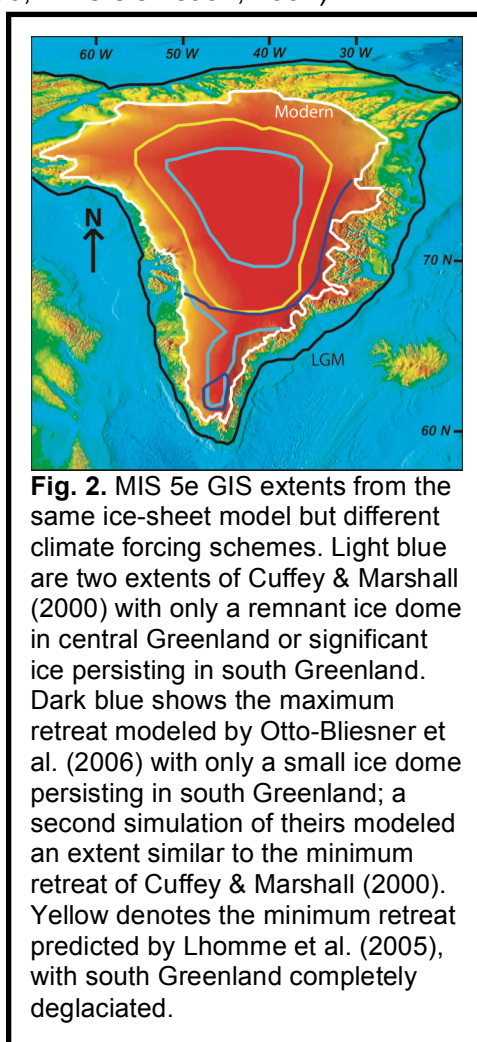 60 W 50 W 40 W 30 W
Modern
N
70 N
LGM
60 N
Fig. 2. MIS 5e GIS extents from the
same ice-sheet model but different
climate forcing schemes. Light blue
are two extents of Cuffey & Marshall
(2000) with only a remnant ice dome
in central Greenland or significant
ice persisting in south Greenland.
Dark blue shows the maximum
retreat modeled by Otto-Bliesner et
al. (2006) with only a small ice dome
persisting in south Greenland; a
second simulation of theirs modeled
an extent similar to the minimum
retreat of Cuffey & Marshall (2000).
Yellow denotes the minimum retreat
predicted by Lhomme et al. (2005),
with south Greenland completely
deglaciated.